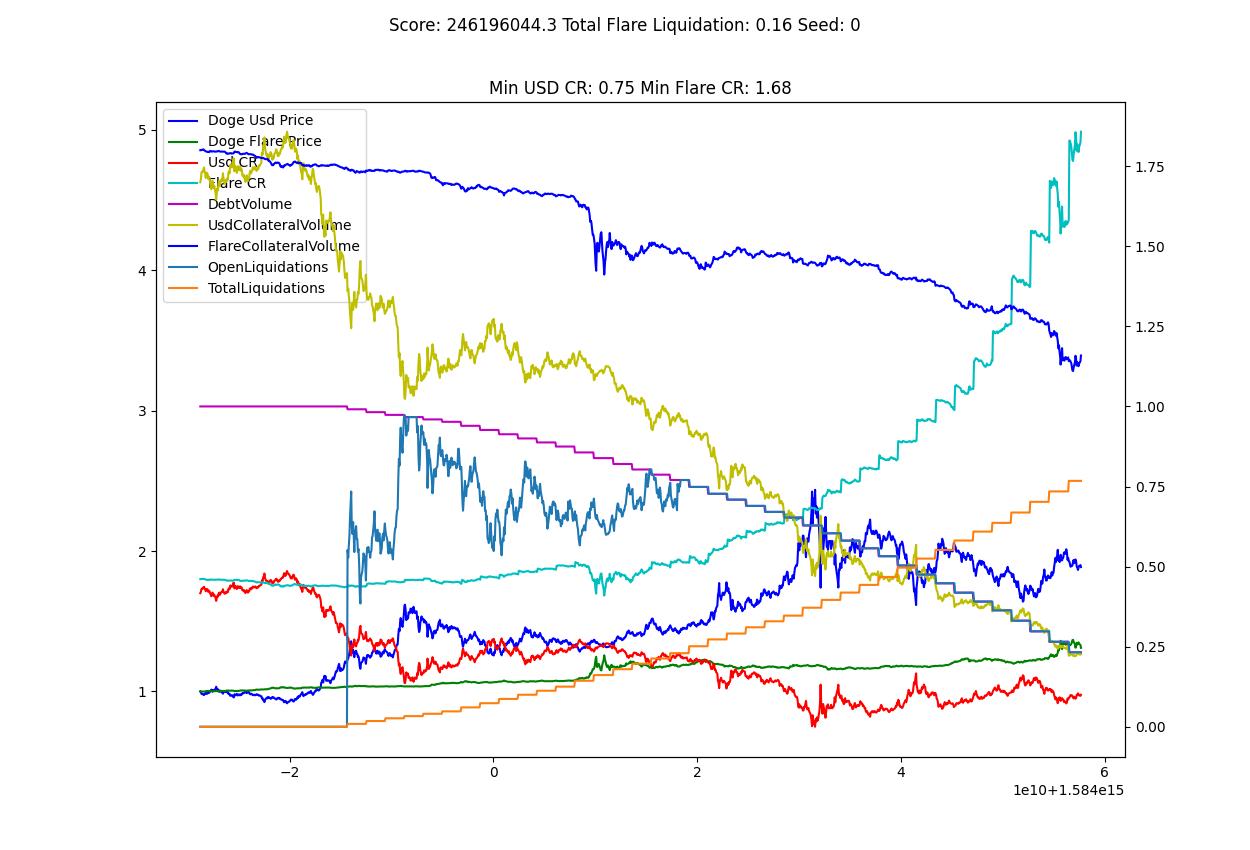 Score: 246196044.3 Total Flare Liquidation: 0.16 Seed: 0
Min USD CR: 0.75 Min Flare CR: 1.68
Doge Usd Price
Doge Flare Price
Usd CR
Flare CR
DebtVolume
UsdCollateralVolume
FlareCollateralVolume
OpenLiquidations
TotalLiquidations
5
4
3
2
1
1.75
1.50
1.25
1.00
0.75
0.50
0.25
0.00
−2 0 2 4 6
1e10+1.584e15